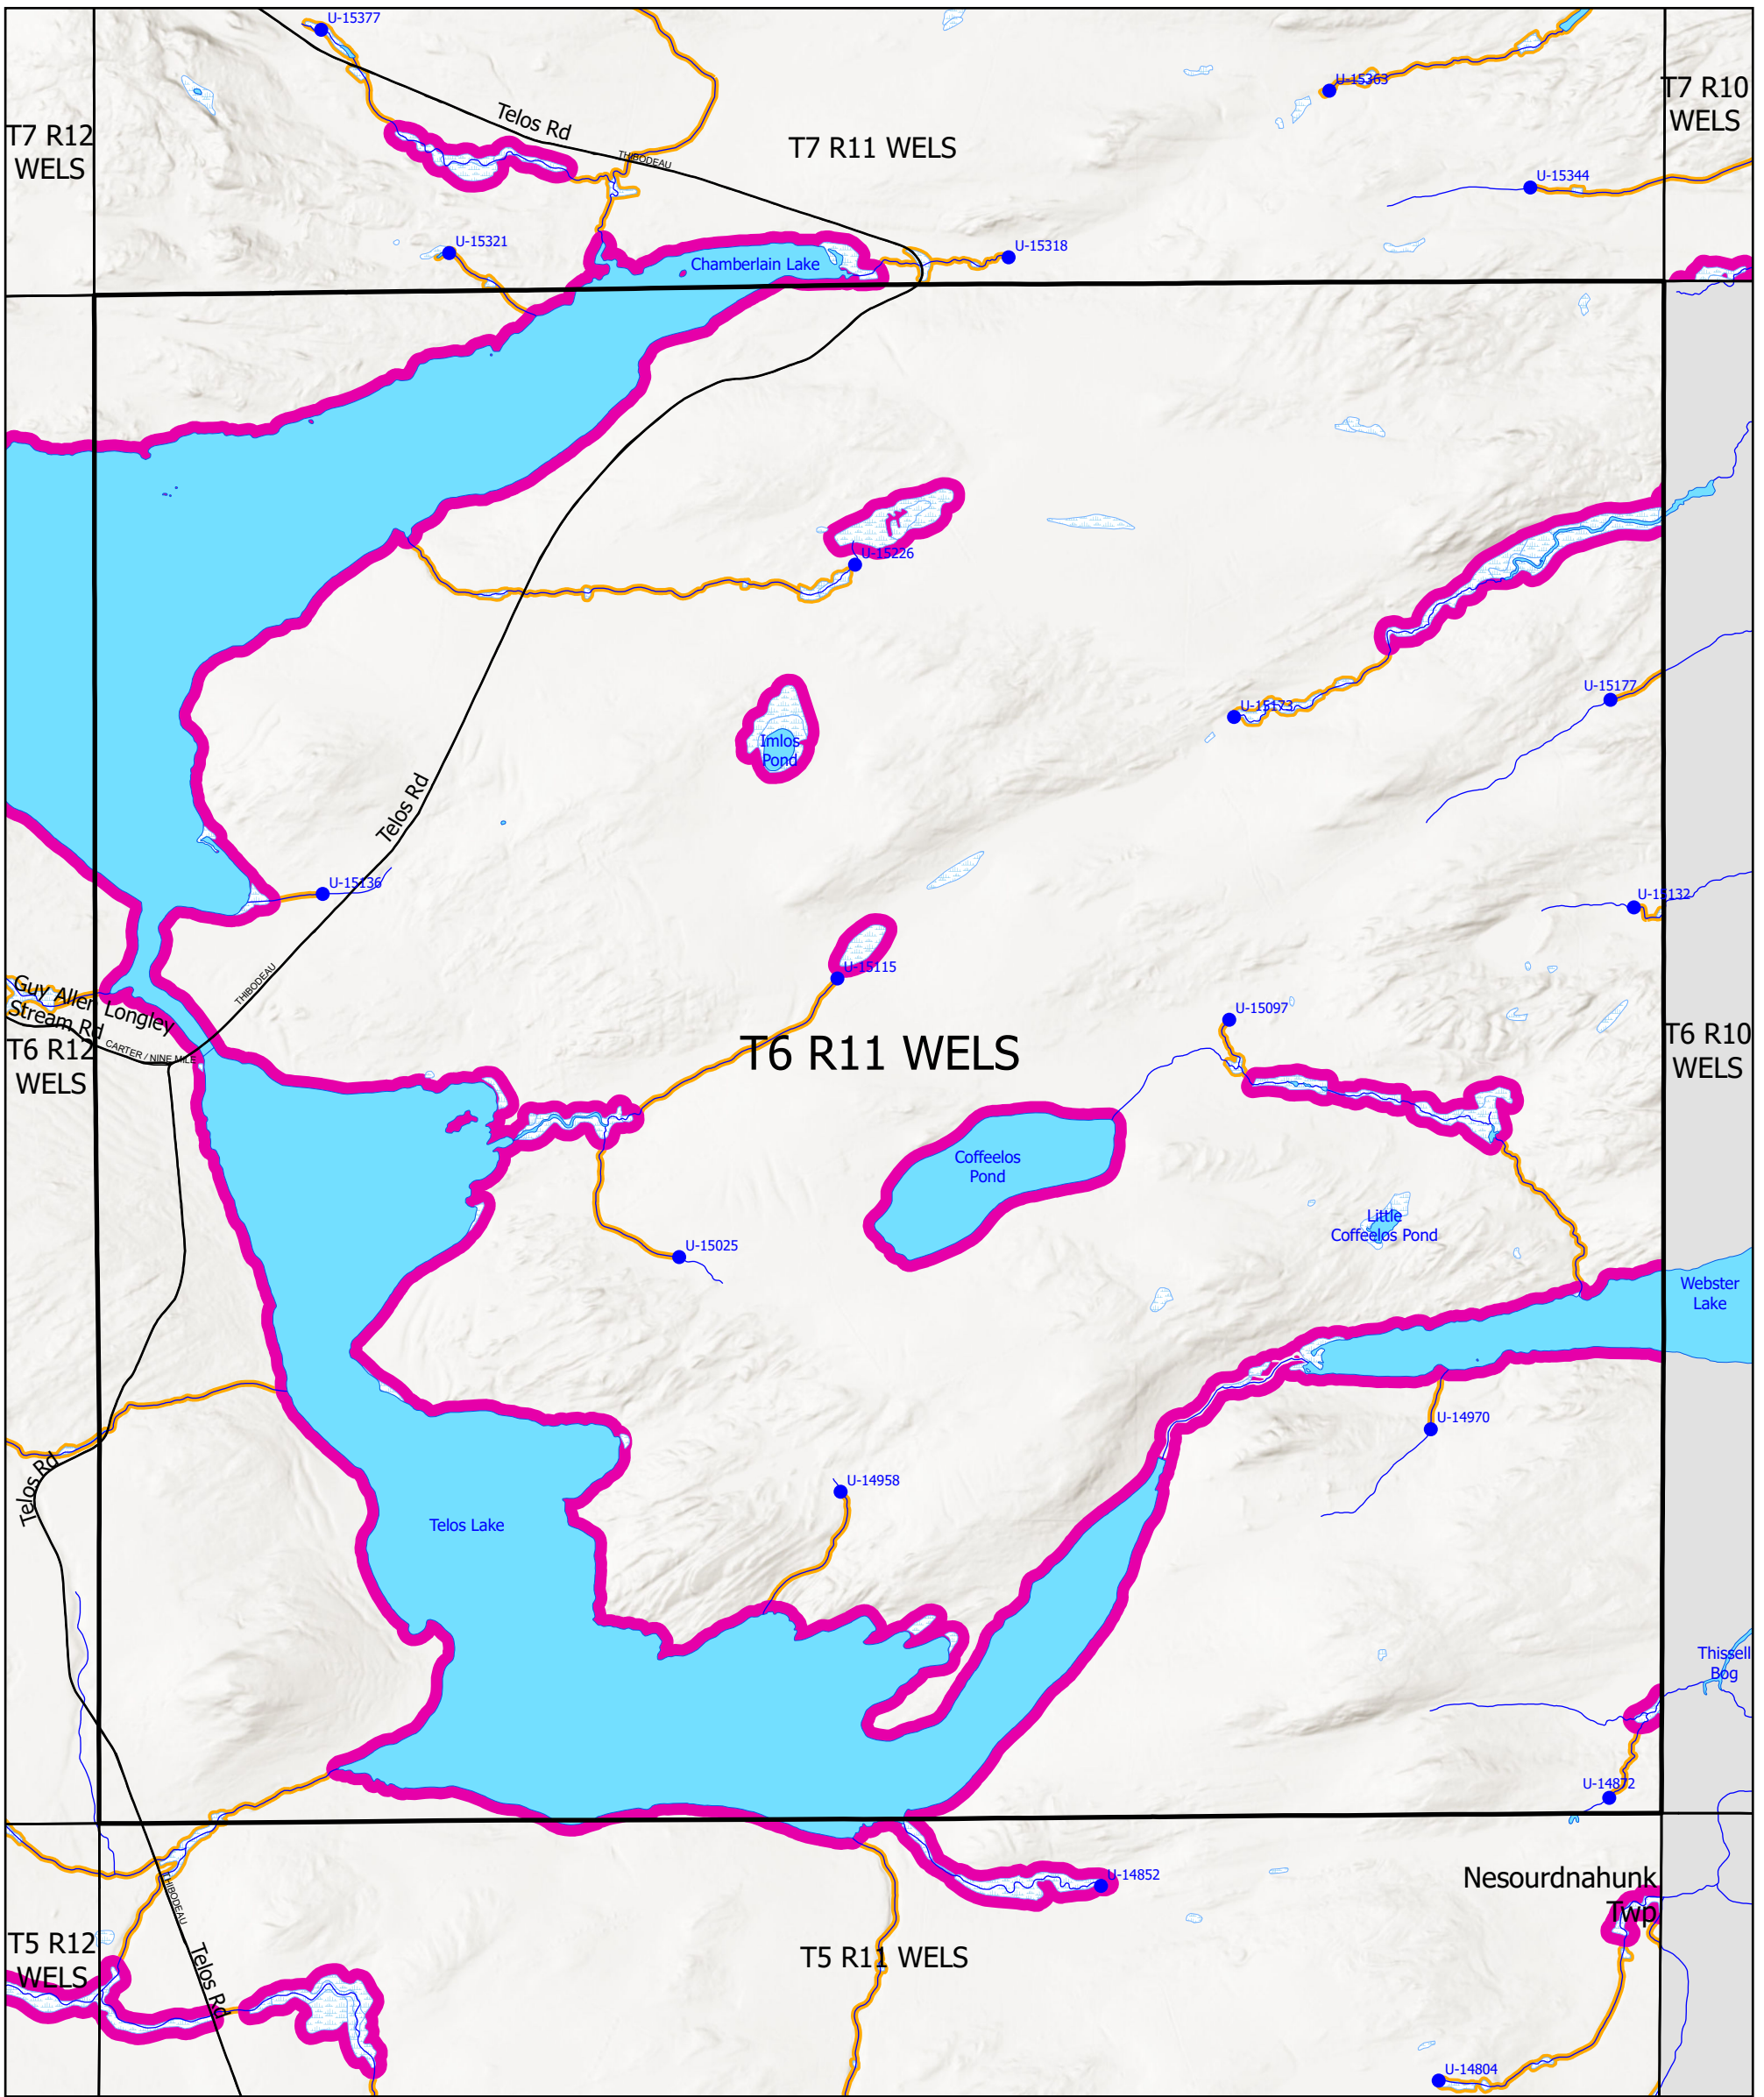 U-15377
U-15363
T7 R10
WELS
Telos Rd
T7 R12
WELS
THIBODEAU
T7 R11 WELS
U-15344
U-15321
U-15318
Chamberlain Lake
U-15226
U-15177
U-15173
Imlos
Pond
Telos Rd
U-15136
U-15132
U-15115
THIBODEAU
Guy Allen Longley
Stream Rd
U-15097
CARTER / NINE MILE
T6 R12
WELS
T6 R11 WELS
T6 R10
WELS
Coffeelos
Pond
Little
Coffeelos Pond
U-15025
Webster
Lake
U-14970
Telos Rd
U-14958
Telos Lake
Thissell
Bog
U-14872
U-14852
THIBODEAU
Nesourdnahunk
Twp
T5 R12
WELS
Telos Rd
T5 R11 WELS
U-14804